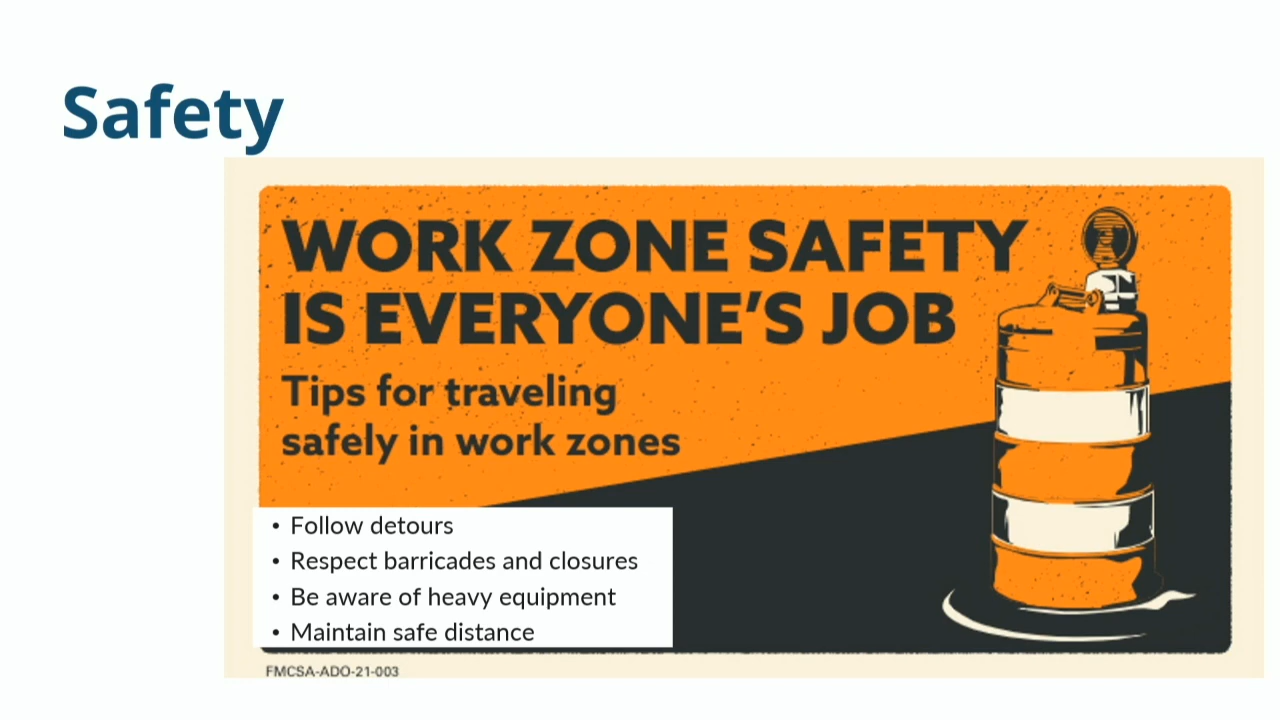 Safety
WORK ZONE SAFETY
IS EVERYONE'S JOB
Tips for traveling
safely in work zones
• Follow detours
• Respect barricades and closures
• Be aware of heavy equipment
• Maintain safe distance
FMCSA-ADO-21-003